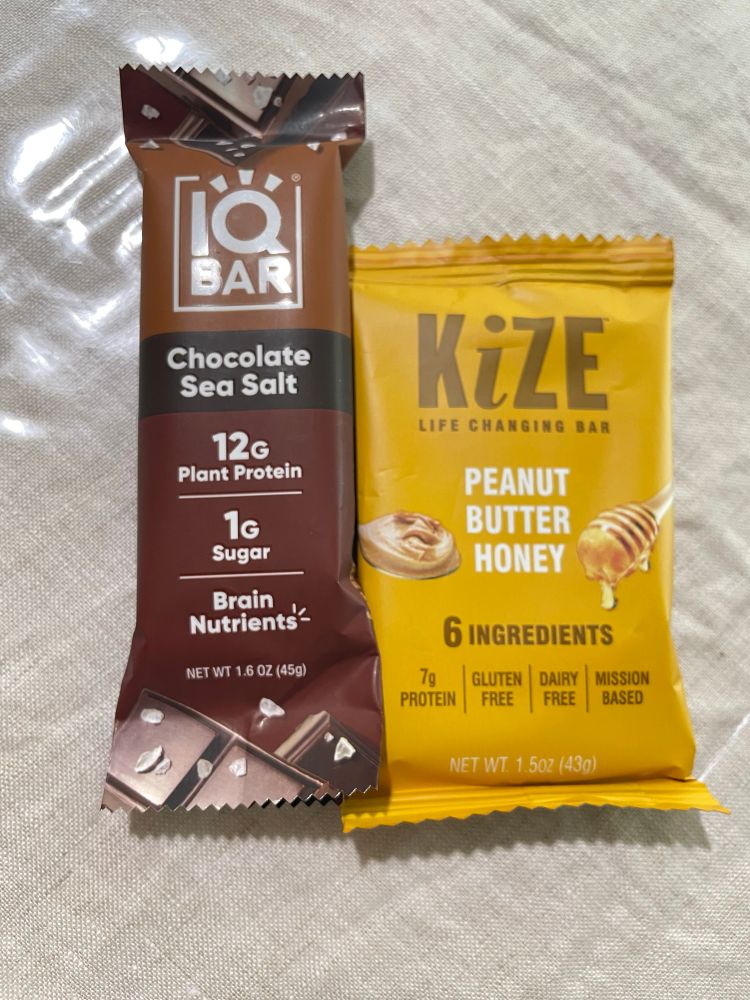 IQ
BAR
®
Chocolate
Sea Salt
12G
Plant Protein
1G
Sugar
Brain
Nutrients
NET WT 1.6 OZ (45g)
KiZE™
LIFE CHANGING BAR
PEANUT
BUTTER
HONEY
6 INGREDIENTS
7g
PROTEIN
GLUTEN
FREE
DAIRY
FREE
MISSION
BASED
NET WT. 1.5oz (43g)